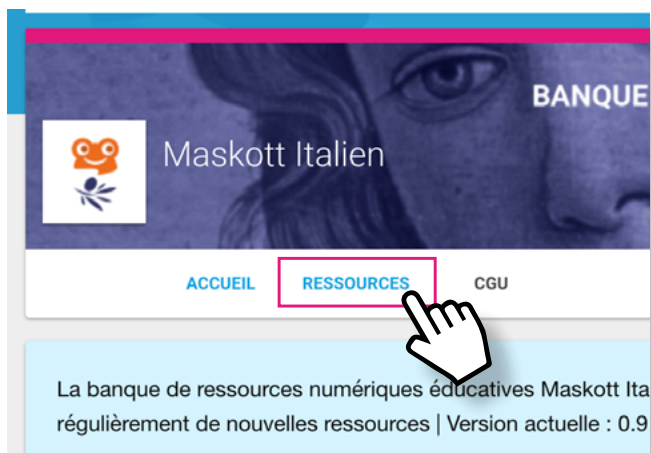 BANQUE
Maskott Italien
ACCUEIL RESSOURCES CGU
La banque de ressources numériques éducatives Maskott Ita
régulièrement de nouvelles ressources | Version actuelle : 0.9